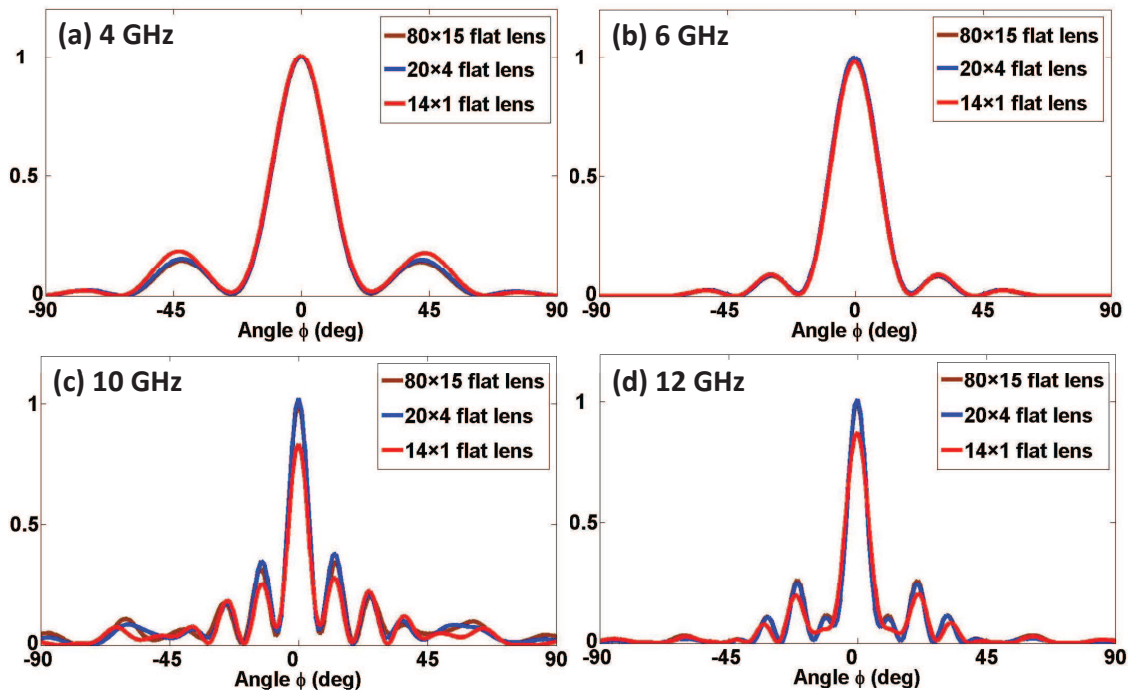 (a) 4 GHz
80×15 flat lens
20×4 flat lens
14×1 flat lens
1
0.5
0
-90 -45 0 45 90
Angle ϕ (deg)
(b) 6 GHz
80×15 flat lens
20×4 flat lens
14×1 flat lens
1
0.5
0
-90 -45 0 45 90
Angle ϕ (deg)
(c) 10 GHz
80×15 flat lens
20×4 flat lens
14×1 flat lens
1
0.5
0
-90 -45 0 45 90
Angle ϕ (deg)
(d) 12 GHz
80×15 flat lens
20×4 flat lens
14×1 flat lens
1
0.5
0
-90 -45 0 45 90
Angle ϕ (deg)